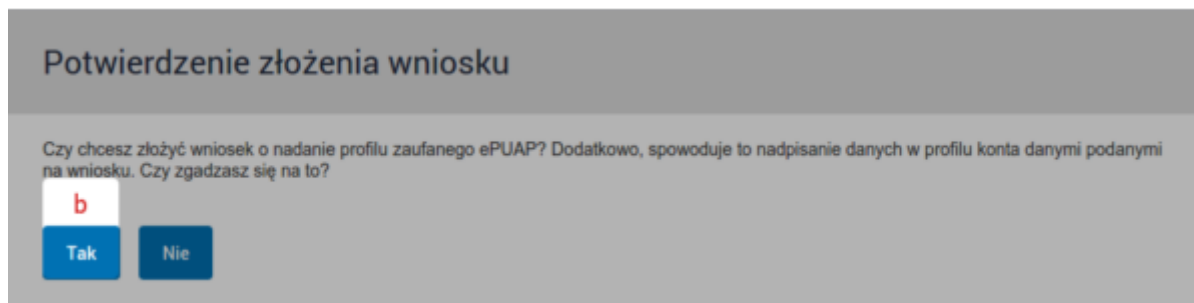 Potwierdzenie złożenia wniosku
Czy chcesz złożyć wniosek o nadanie profilu zaufanego ePUAP? Dodatkowo, spowoduje to nadpisanie danych w profilu konta danymi podanymi
na wniosku. Czy zgadzasz się na to?
b
Tak Nie